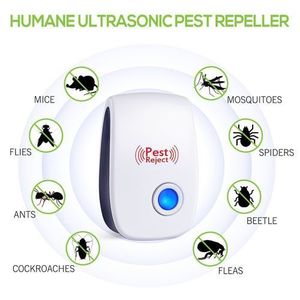 HUMANE ULTRASONIC PEST REPELLER
MICE
MOSQUITOES
FLIES
SPIDERS
Pest
Reject
ANTS
BEETLE
COCKROACHES
FLEAS